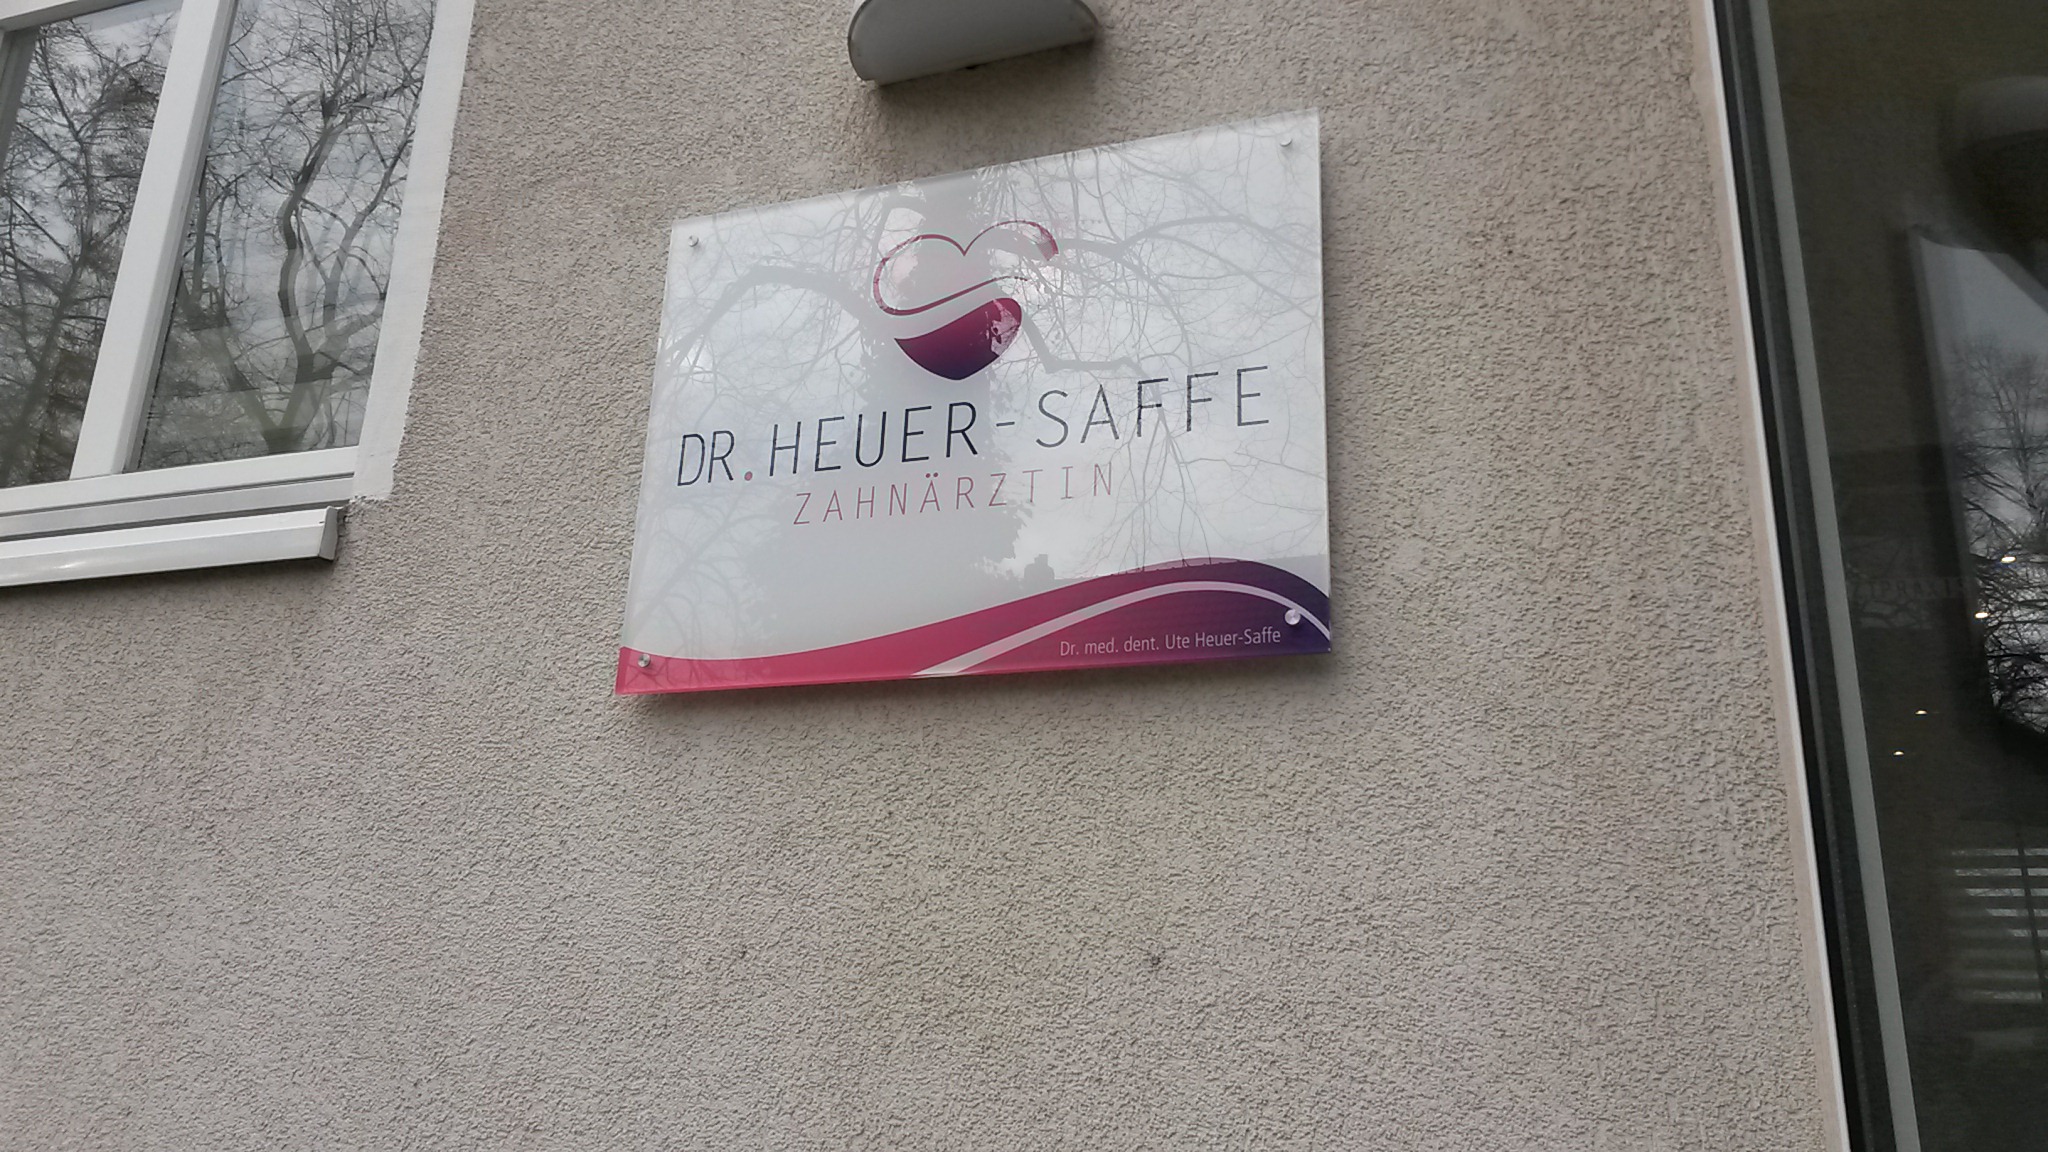 DR. HEUER-SAFFE
ZAHNÄRZTIN
Dr. med. dent. Ute Heuer-Saffe